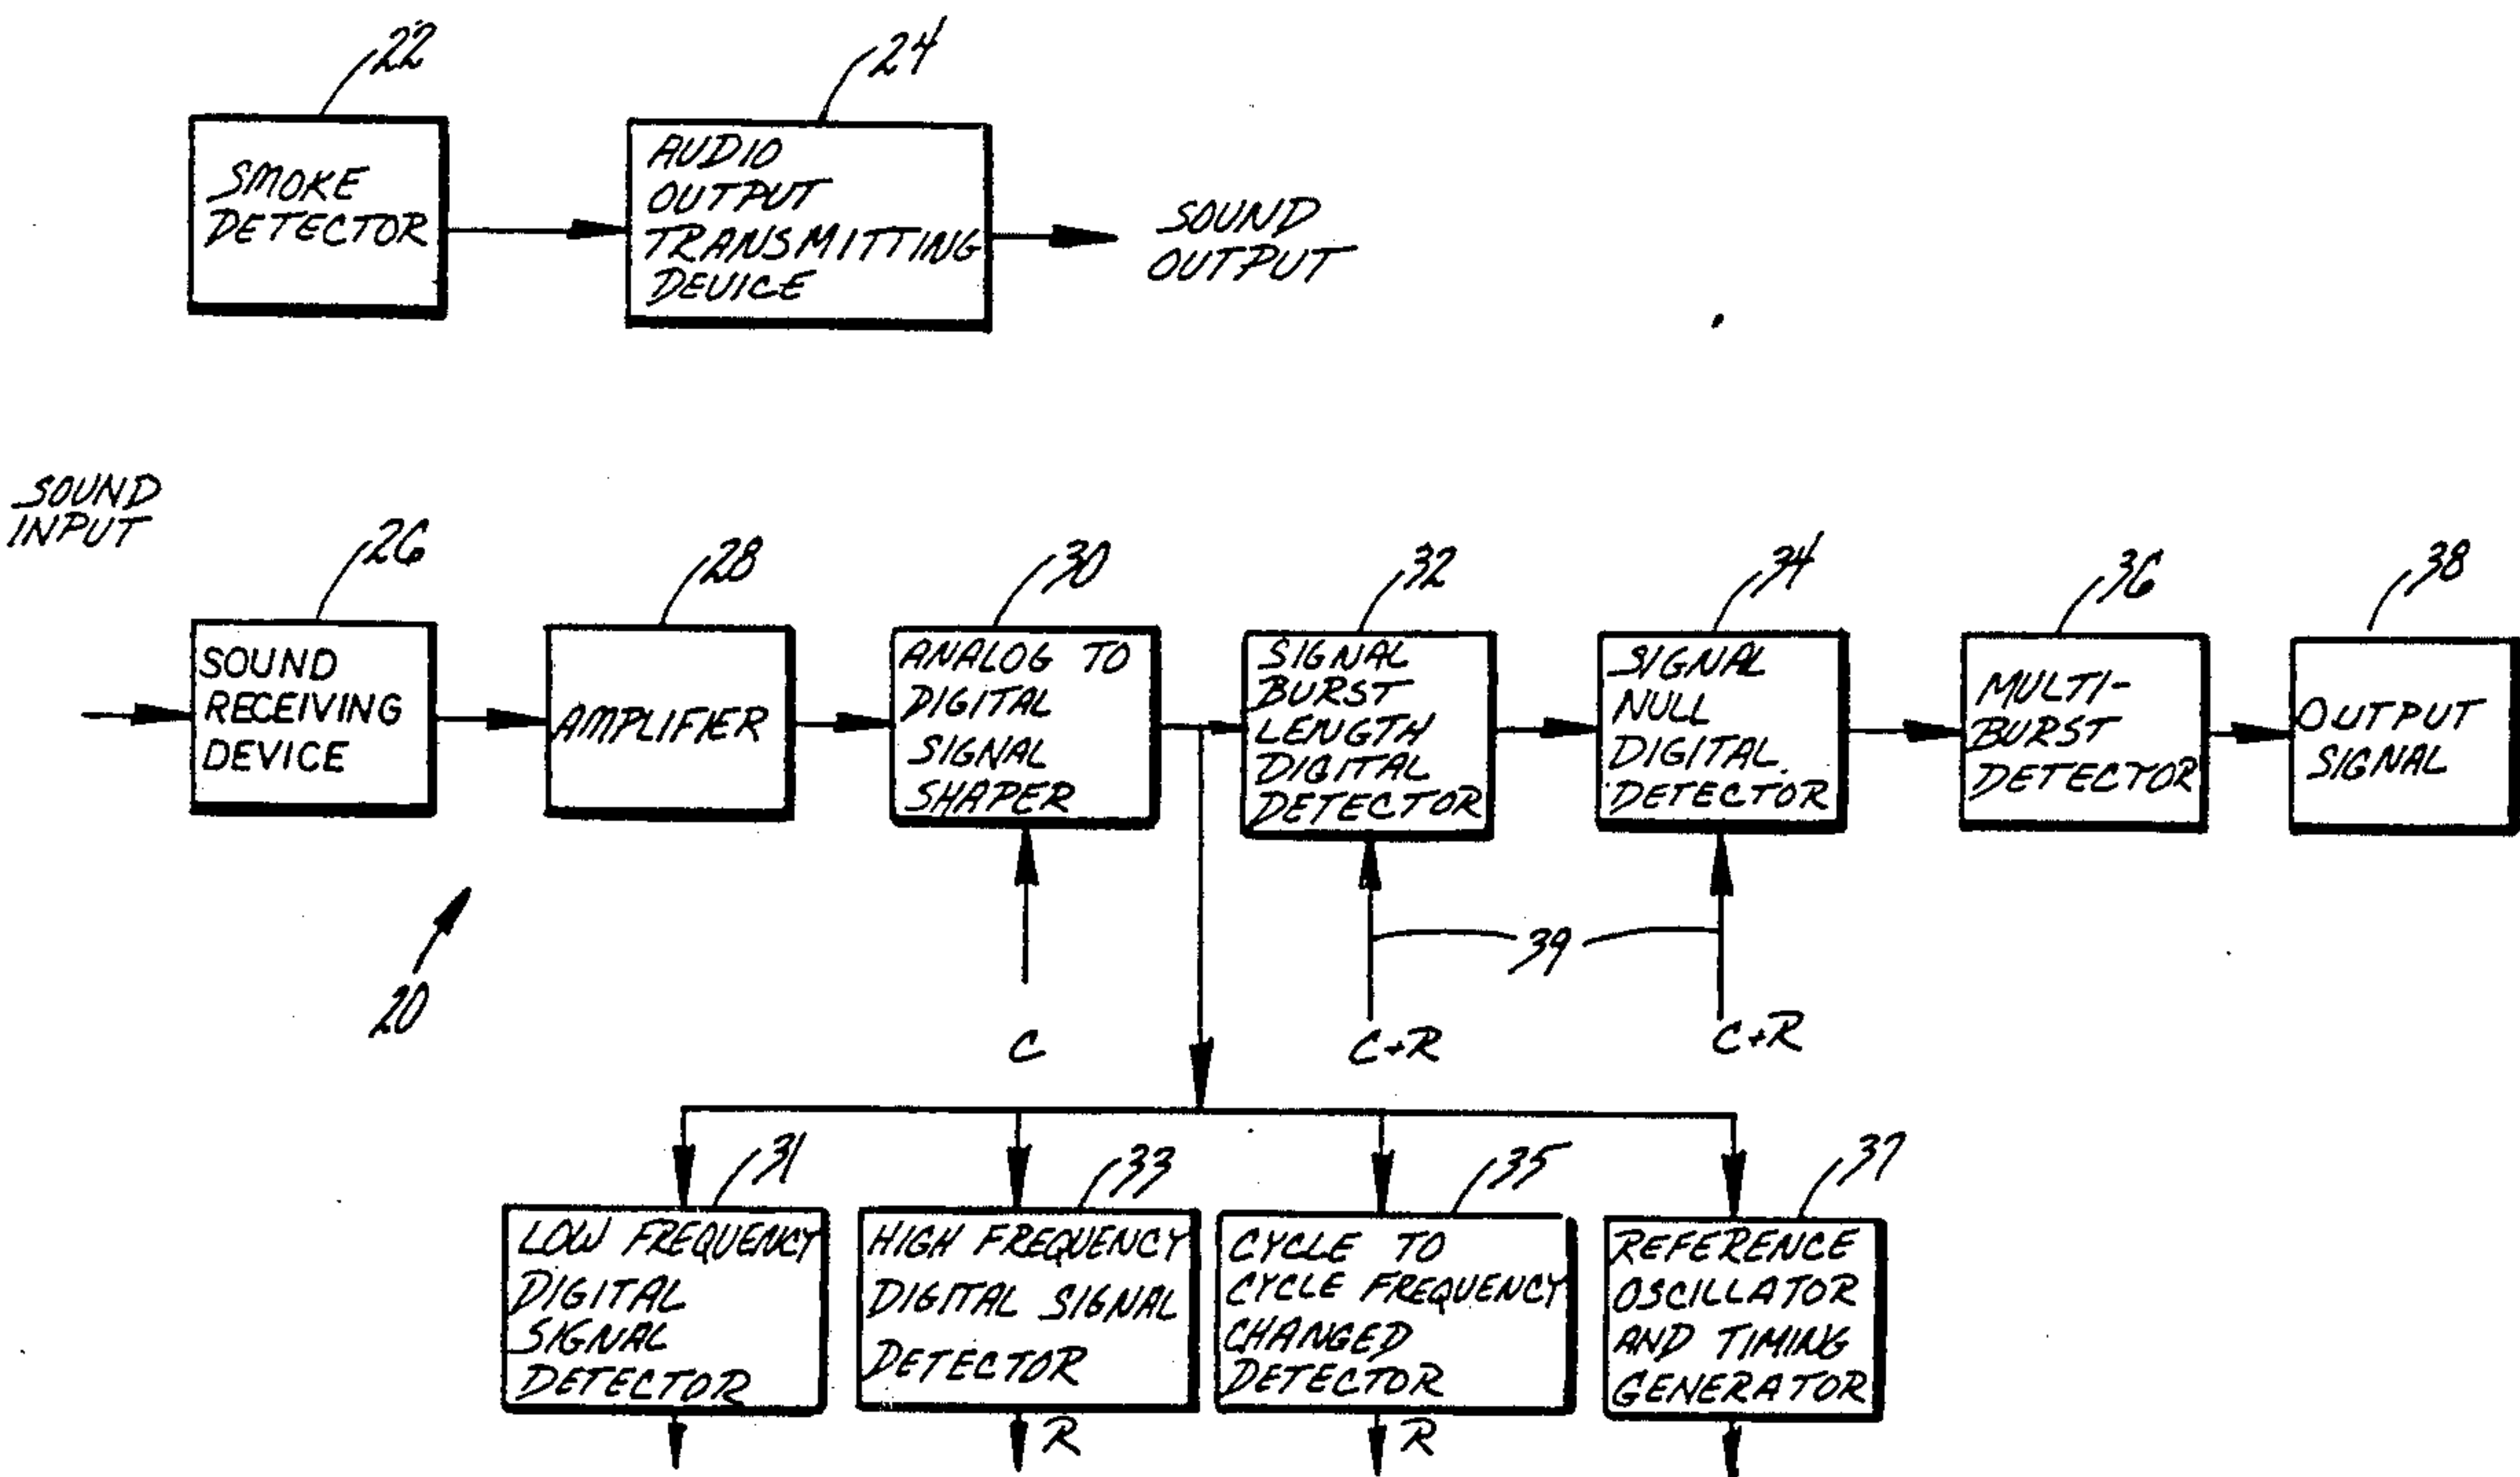 22
24
SMOKE
DETECTOR
AUDIO
OUTPUT
TRANSMITTING
DEVICE
SOUND
OUTPUT
SOUND
INPUT
26
28
30
32
34
36
38
SOUND
RECEIVING
DEVICE
AMPLIFIER
ANALOG TO
DIGITAL
SIGNAL
SHAPER
SIGNAL
BURST
LENGTH
DIGITAL
DETECTOR
SIGNAL
NULL
DIGITAL
DETECTOR
MULTI-
BURST
DETECTOR
OUTPUT
SIGNAL
20
39
C
C+R
C+R
31
33
35
37
LOW FREQUENCY
DIGITAL
SIGNAL
DETECTOR
HIGH FREQUENCY
DIGITAL SIGNAL
DETECTOR
CYCLE TO
CYCLE FREQUENCY
CHANGED
DETECTOR
REFERENCE
OSCILLATOR
AND TIMING
GENERATOR
R
R